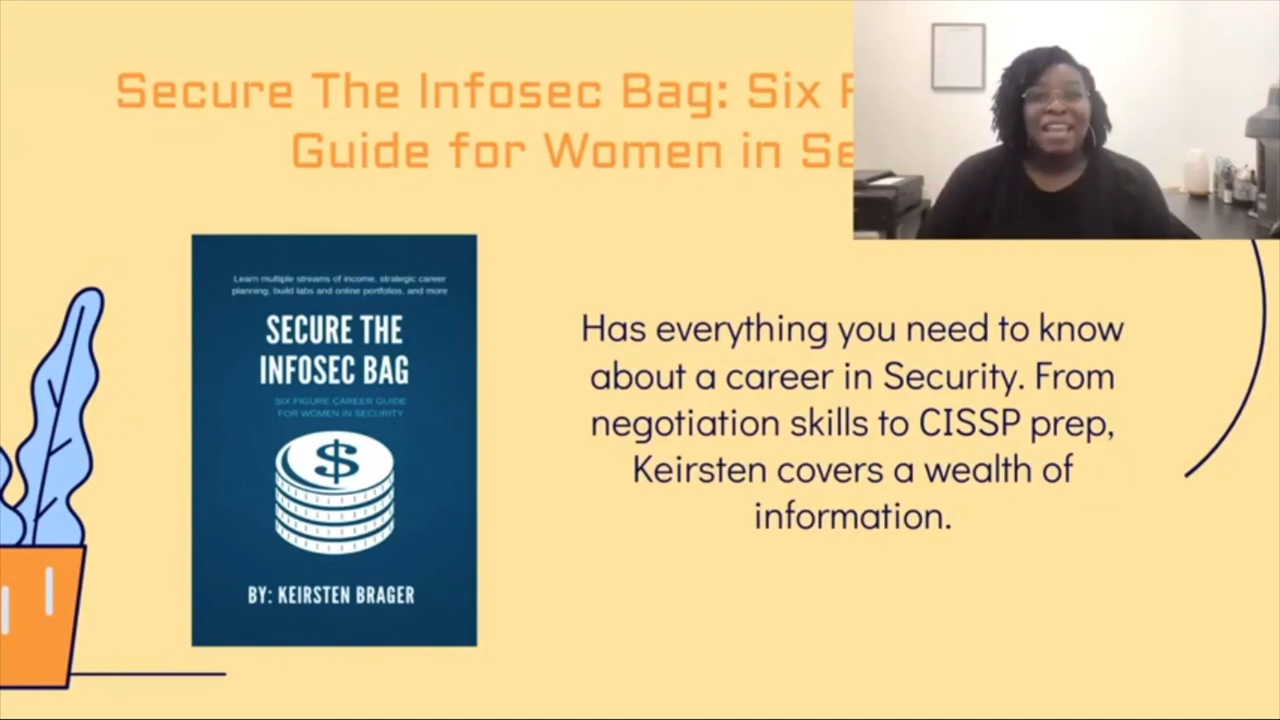 Secure The Infosec Bag: Six
Guide for Women in
Learn multiple streams of income, strategic career
planning, build labs and online portfolios, and more
SECURE THE
INFOSEC BAG
SIX FIGURE CAREER GUIDE
FOR WOMEN IN SECURITY
$
BY: KEIRSTEN BRAGER
Has everything you need to know
about a career in Security. From
negotiation skills to CISSP prep,
Keirsten covers a wealth of
information.